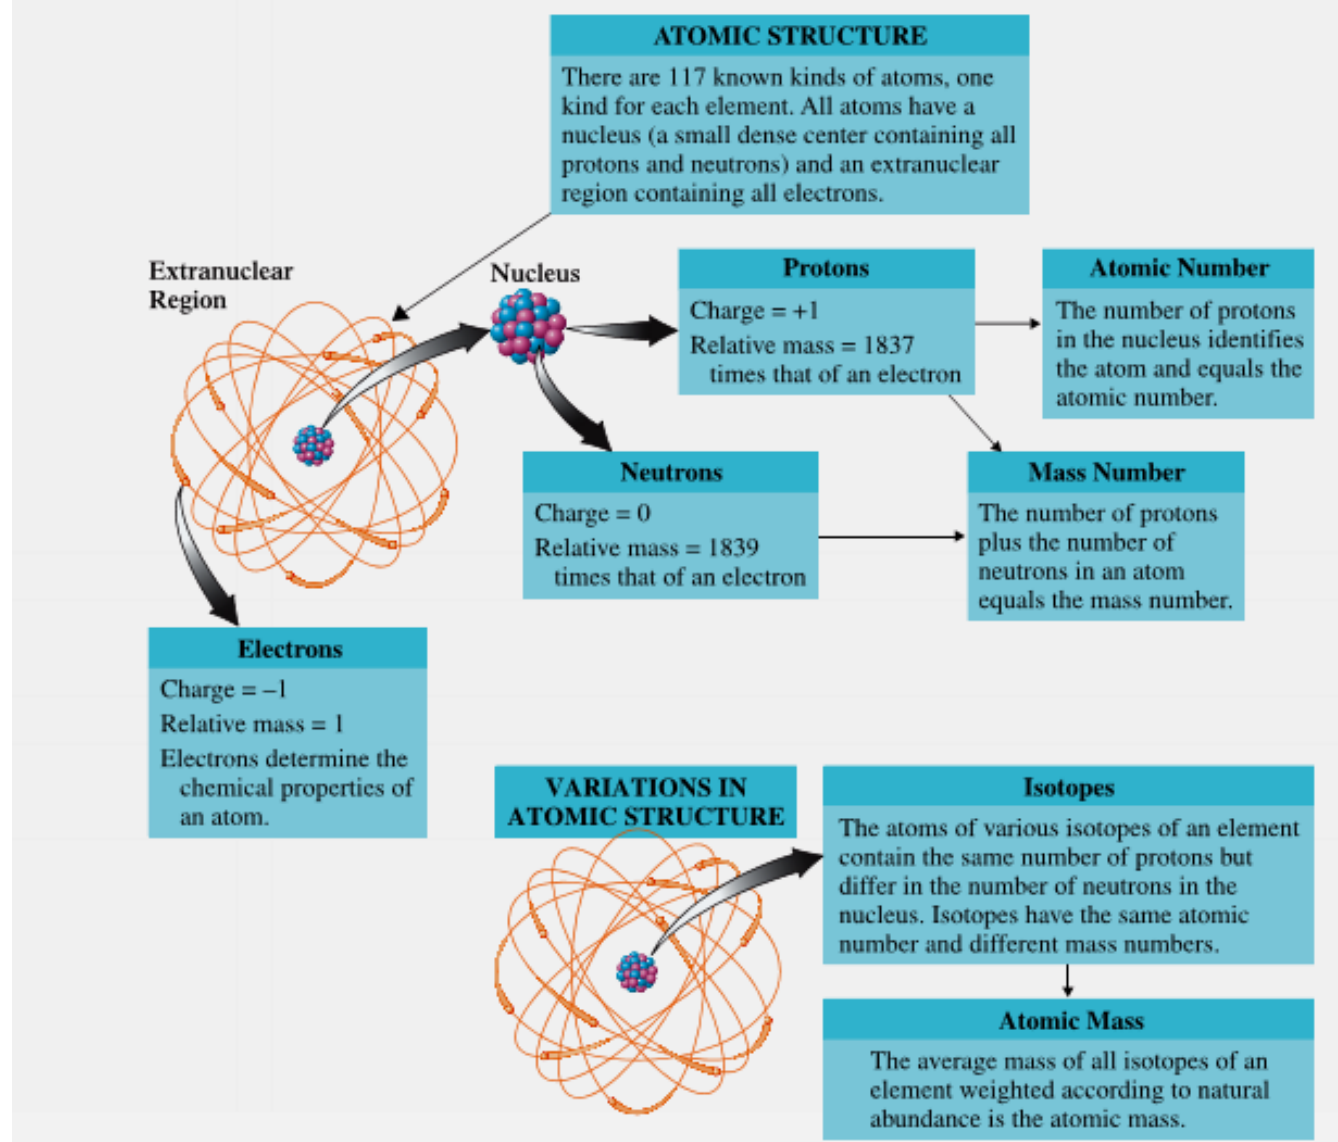 ATOMIC STRUCTURE
There are 117 known kinds of atoms, one
kind for each element. All atoms have a
nucleus (a small dense center containing all
protons and neutrons) and an extranuclear
region containing all electrons.
Extranuclear
Region
Nucleus
Protons
Charge = +1
Relative mass = 1837
times that of an electron
Atomic Number
The number of protons
in the nucleus identifies
the atom and equals the
atomic number.
Neutrons
Charge = 0
Relative mass = 1839
times that of an electron
Mass Number
The number of protons
plus the number of
neutrons in an atom
equals the mass number.
Electrons
Charge = –1
Relative mass = 1
Electrons determine the
chemical properties of
an atom.
VARIATIONS IN
ATOMIC STRUCTURE
Isotopes
The atoms of various isotopes of an element
contain the same number of protons but
differ in the number of neutrons in the
nucleus. Isotopes have the same atomic
number and different mass numbers.
Atomic Mass
The average mass of all isotopes of an
element weighted according to natural
abundance is the atomic mass.